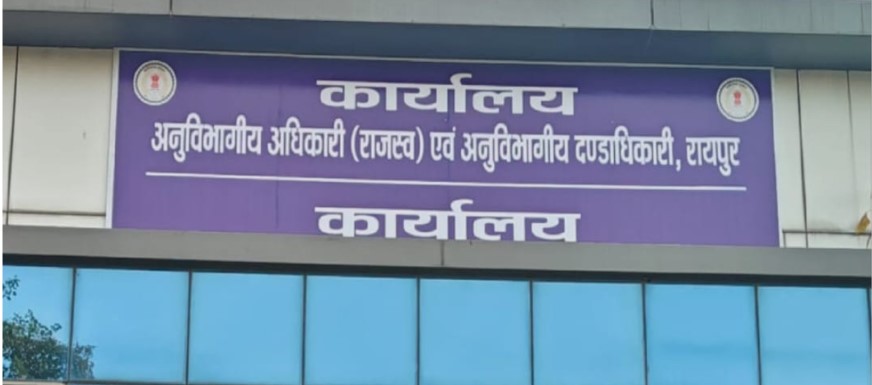 कार्यालय
अनुविभागीय अधिकारी (राजस्व) एवं अनुविभागीय दण्डाधिकारी, रायपुर
कार्यालय